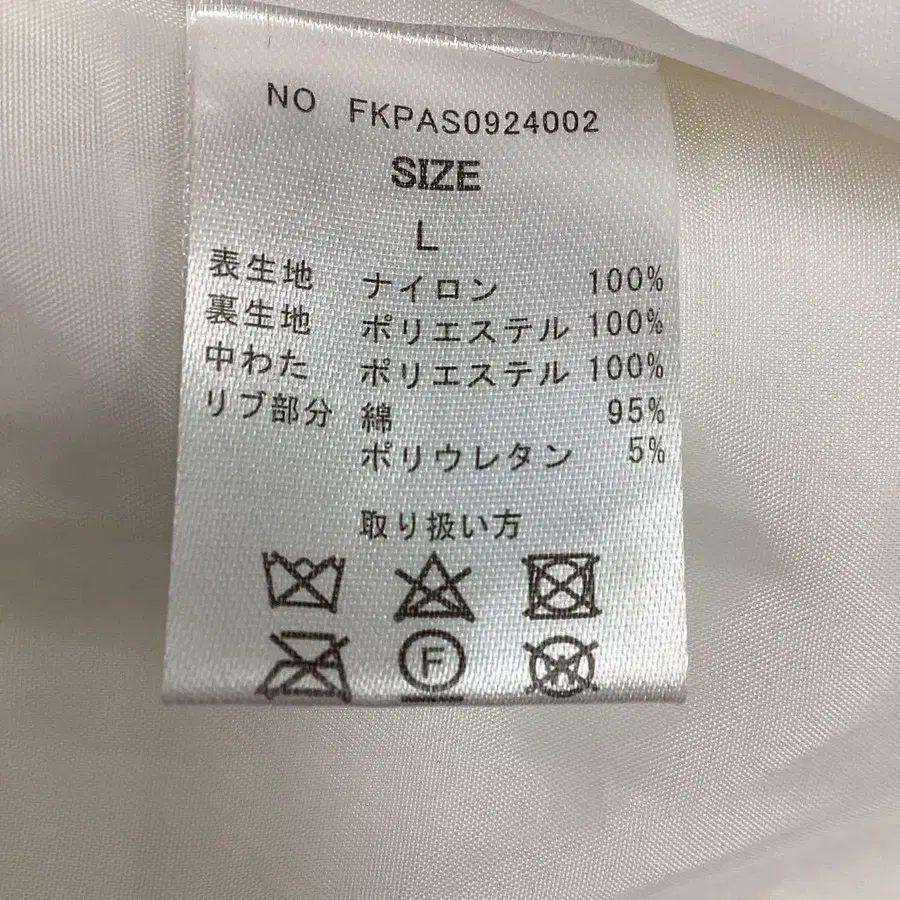 NO FKPAS0924002
SIZE
L
表生地 ナイロン 100%
裏生地 ポリエステル 100%
中わた ポリエステル 100%
リブ部分 綿 95%
ポリウレタン 5%
取り扱い方
F
W